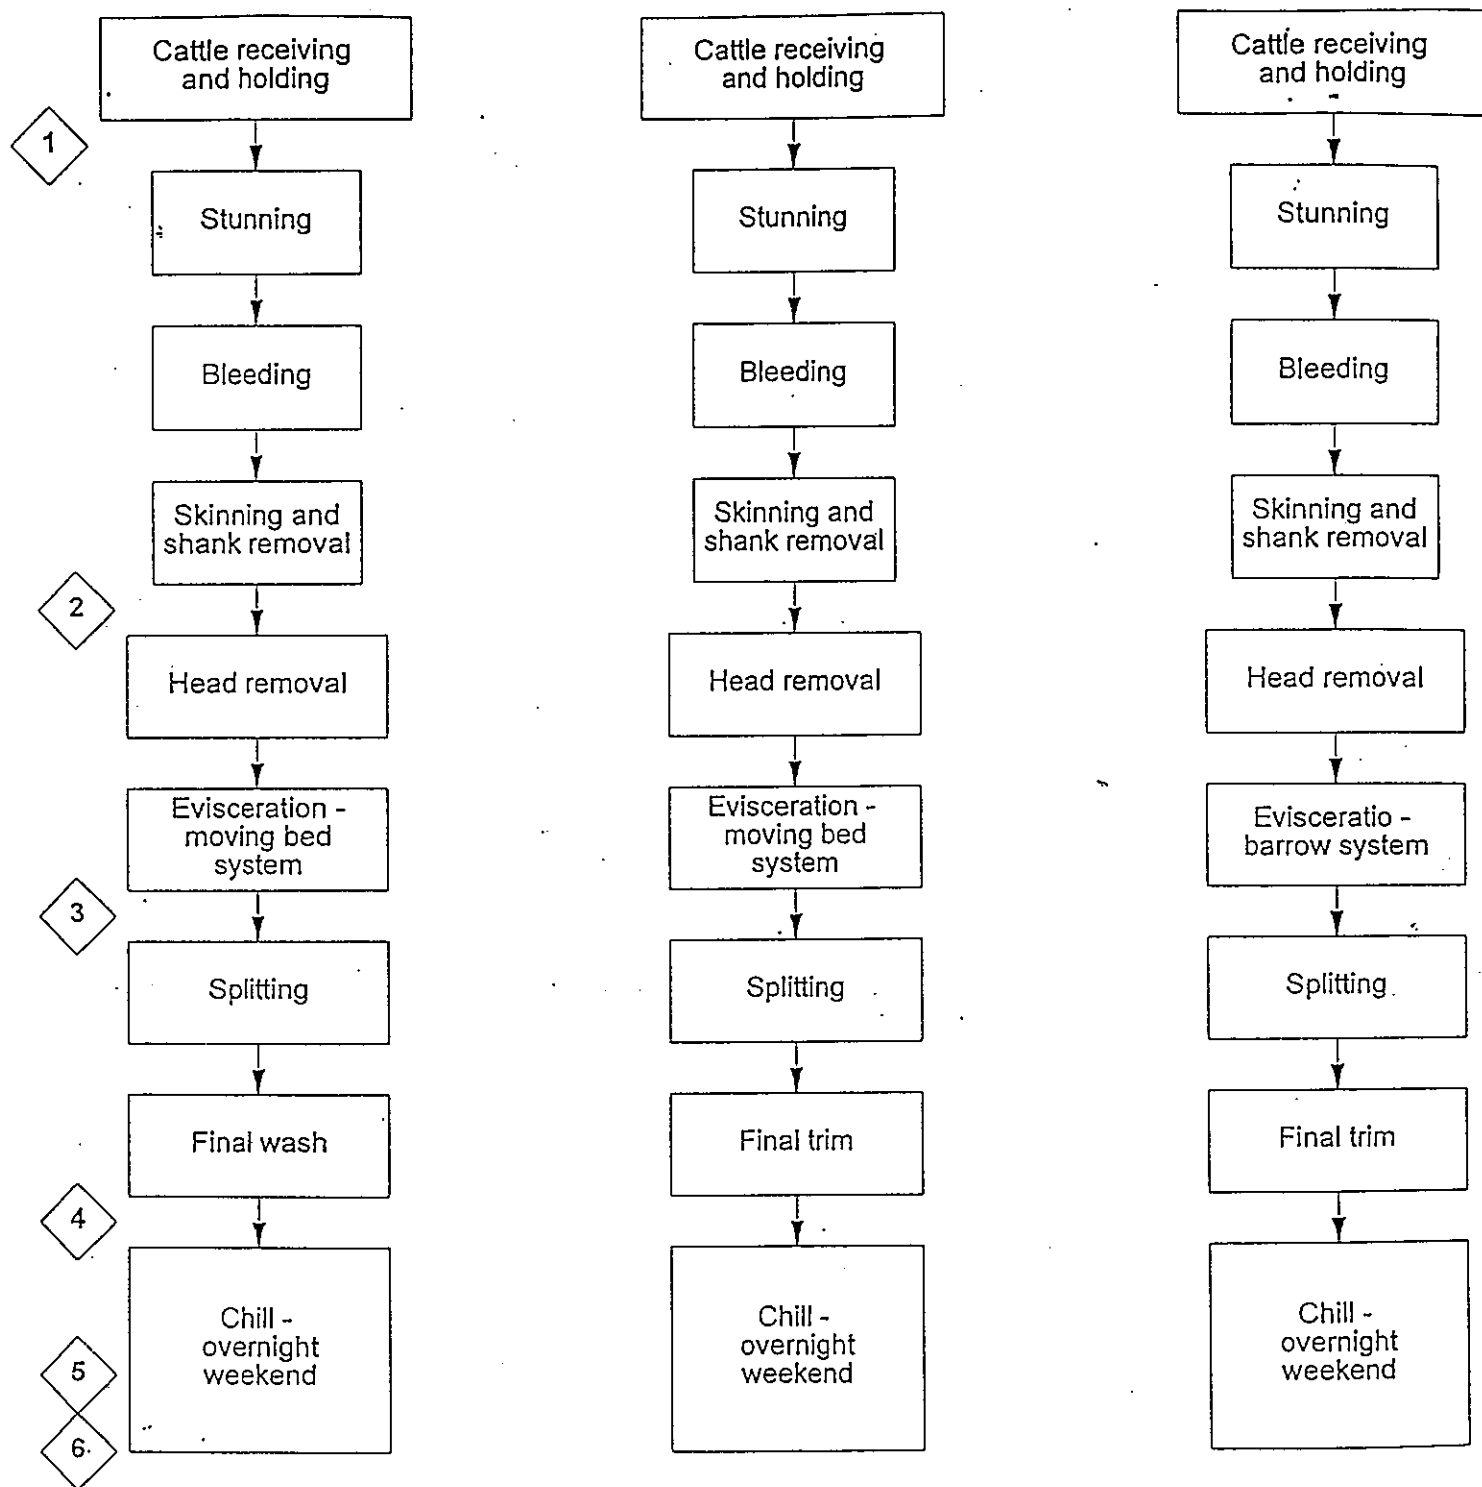 Cattle receiving
and holding
1
Stunning
Bleeding
Skinning and
shank removal
2
Head removal
Evisceration -
moving bed
system
3
Splitting
Final wash
4
Chill -
overnight
weekend
5
6
Cattle receiving
and holding
Stunning
Bleeding
Skinning and
shank removal
Head removal
Evisceration -
moving bed
system
Splitting
Final trim
Chill -
overnight
weekend
Cattle receiving
and holding
Stunning
Bleeding
Skinning and
shank removal
Head removal
Evisceratio -
barrow system
Splitting
Final trim
Chill -
overnight
weekend